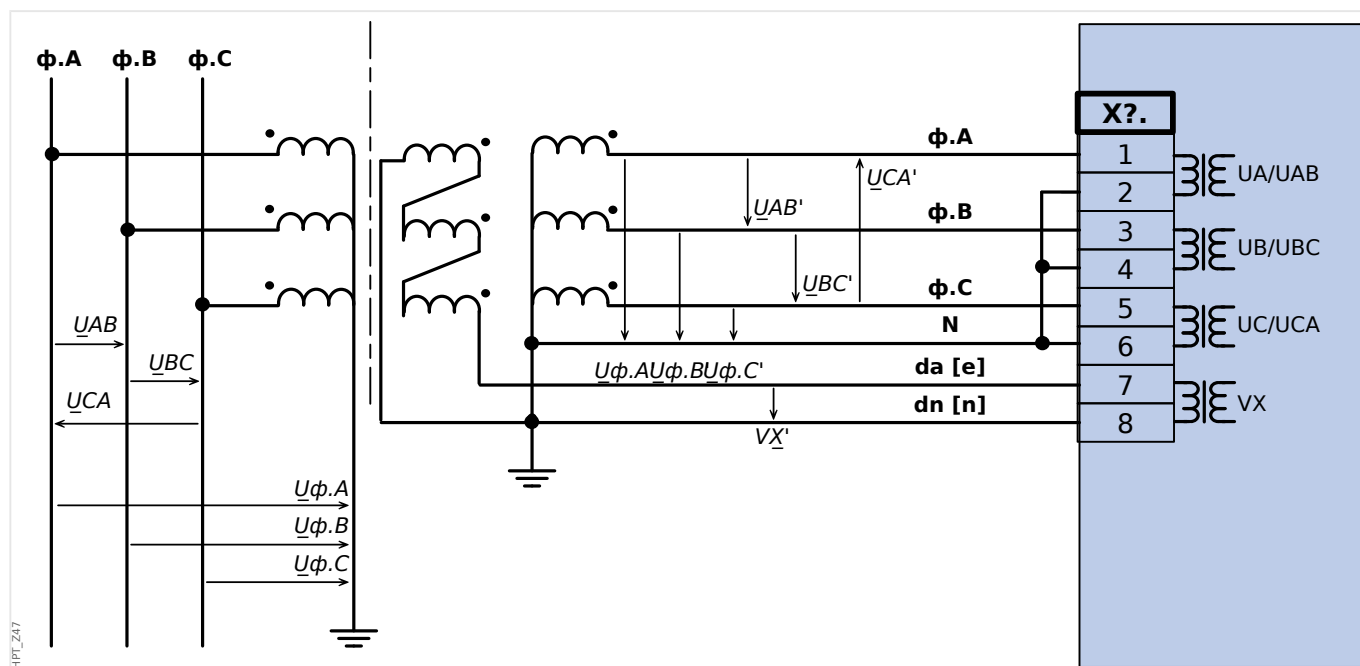 ф.A ф.B ф.C
X?.
ф.A
1
UA/UAB
UCA'
2
UAB'
ф.B
3
UB/UBC
4
UBC'
ф.C
5
UC/UCA
N
6
UAB
UBC
Uф.AUф.BUф.C'
da [e]
7
VX
UCA
dn [n]
8
VX'
Uф.A
Uф.B
Uф.C
HPT_Z47